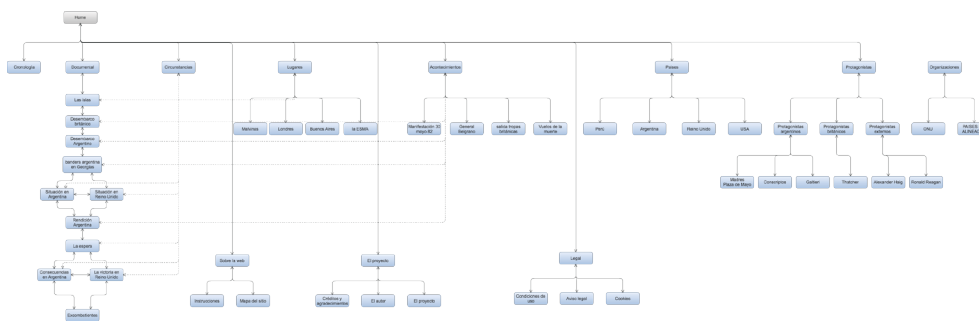 Home
Cronología
Documental
Circunstancias
Lugares
Acontecimientos
Países
Protagonistas
Organizaciones
Las islas
Desembarco
británico
Desembarco
Argentino
bandera argentina
en Georgias
Situación en
Argentina
Situación en
Reino Unido
Rendición
Argentina
La espera
Consecuencias
en Argentina
La victoria en
Reino Unido
Excombatientes
Malvinas
Londres
Buenos Aires
la ESMA
Manifestación 30
General
Belgrano
salida tropas
británicas
Vuelos de la
muerte
Perú
Argentina
Reino Unido
USA
Protagonistas
argentinos
Protagonistas
británicos
Protagonistas
externos
ONU
PAISES
ALINEAD
Madres
Plaza de Mayo
Conscriptos
Galtieri
Thatcher
Alexander Haig
Ronald Reagan
Sobre la web
El proyecto
Legal
Instrucciones
Mapa del sitio
Créditos y
agradecimientos
El autor
El proyecto
Condiciones de
uso
Aviso legal
Cookies